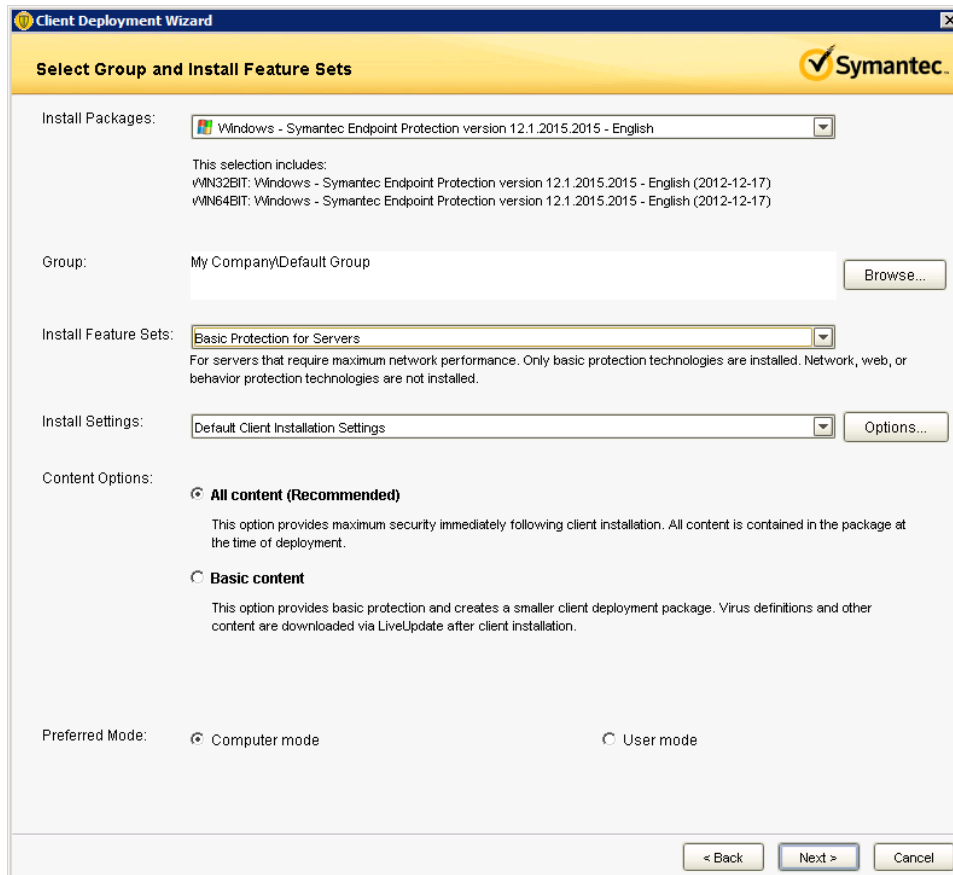 Client Deployment Wizard
Select Group and Install Feature Sets
Symantec.
Install Packages:
Windows - Symantec Endpoint Protection version 12.1.2015.2015 - English
This selection includes:
WIN32BIT: Windows - Symantec Endpoint Protection version 12.1.2015.2015 - English (2012-12-17)
WIN64BIT: Windows - Symantec Endpoint Protection version 12.1.2015.2015 - English (2012-12-17)
Group:
My Company\Default Group
Browse...
Install Feature Sets:
Basic Protection for Servers
For servers that require maximum network performance. Only basic protection technologies are installed. Network, web, or
behavior protection technologies are not installed.
Install Settings:
Default Client Installation Settings
Options...
Content Options:
All content (Recommended)
This option provides maximum security immediately following client installation. All content is contained in the package at
the time of deployment.
Basic content
This option provides basic protection and creates a smaller client deployment package. Virus definitions and other
content are downloaded via LiveUpdate after client installation.
Preferred Mode:
Computer mode
User mode
< Back
Next >
Cancel